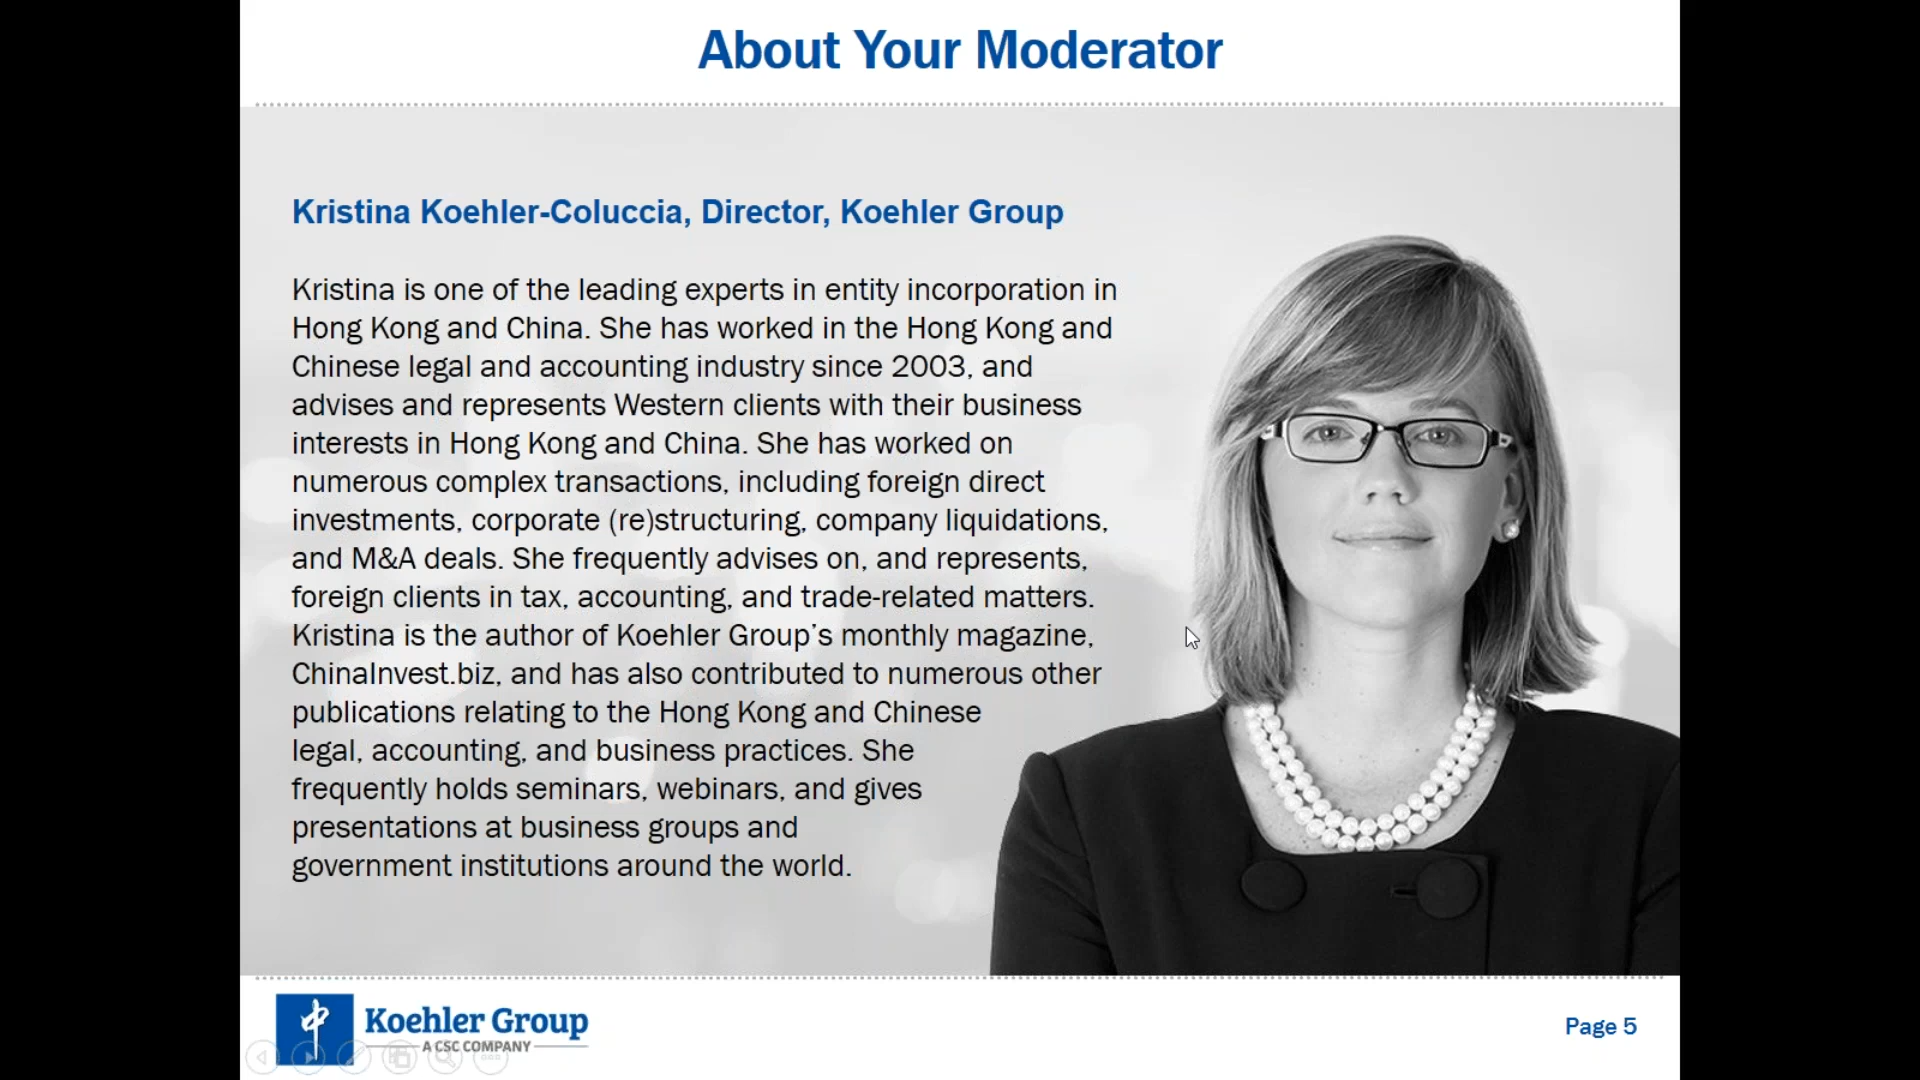 About Your Moderator
Kristina Koehler-Coluccia, Director, Koehler Group
Kristina is one of the leading experts in entity incorporation in
Hong Kong and China. She has worked in the Hong Kong and
Chinese legal and accounting industry since 2003, and
advises and represents Western clients with their business
interests in Hong Kong and China. She has worked on
numerous complex transactions, including foreign direct
investments, corporate (re)structuring, company liquidations,
and M&A deals. She frequently advises on, and represents,
foreign clients in tax, accounting, and trade-related matters.
Kristina is the author of Koehler Group’s monthly magazine,
ChinaInvest.biz, and has also contributed to numerous other
publications relating to the Hong Kong and Chinese
legal, accounting, and business practices. She
frequently holds seminars, webinars, and gives
presentations at business groups and
government institutions around the world.
Koehler Group
A CSC COMPANY
Page 5